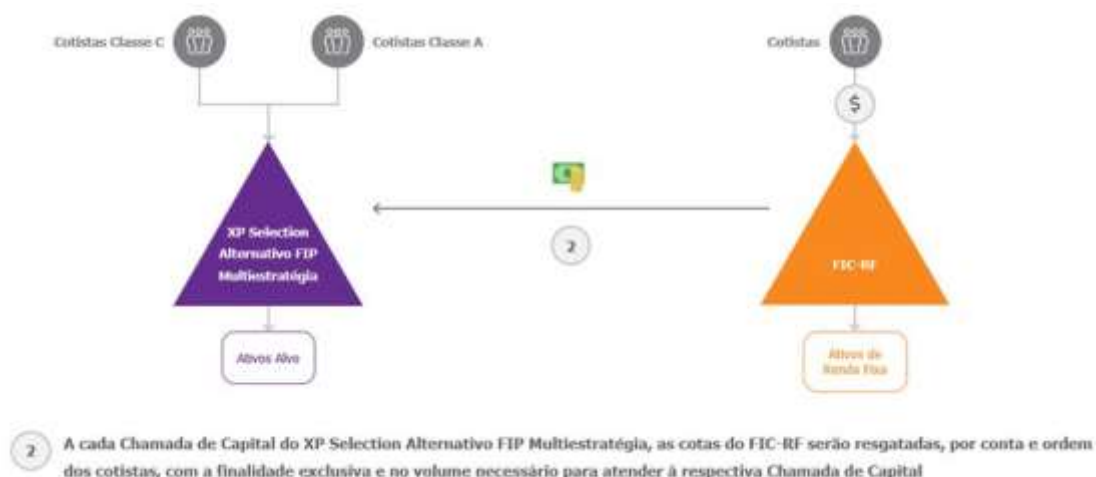 Cotistas Classe C
Cotistas Classe A
Cotistas
$
XP Selection
Alternativo FIP
Multiestratégia
2
FIC-RF
Ativos Alvo
Ativos de
Renda Fixa
2
A cada Chamada de Capital do XP Selection Alternativo FIP Multiestratégia, as cotas do FIC-RF serão resgatadas, por conta e ordem
dos cotistas, com a finalidade exclusiva e no volume necessário para atender à respectiva Chamada de Capital